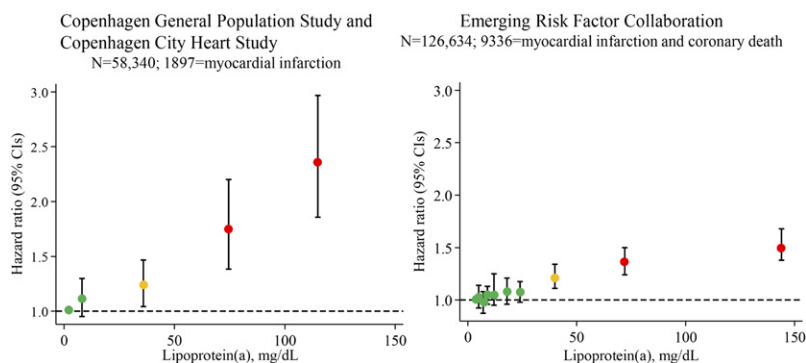 Copenhagen General Population Study and
Copenhagen City Heart Study
N=58,340; 1897=myocardial infarction
Hazard ratio (95% CIs)
3.0
2.5
2.0
1.5
1.0
0
50
100
150
Lipoprotein(a), mg/dL
Emerging Risk Factor Collaboration
N=126,634; 9336=myocardial infarction and coronary death
Hazard ratio (95% CIs)
3.0
2.5
2.0
1.5
1.0
0
50
100
150
Lipoprotein(a), mg/dL